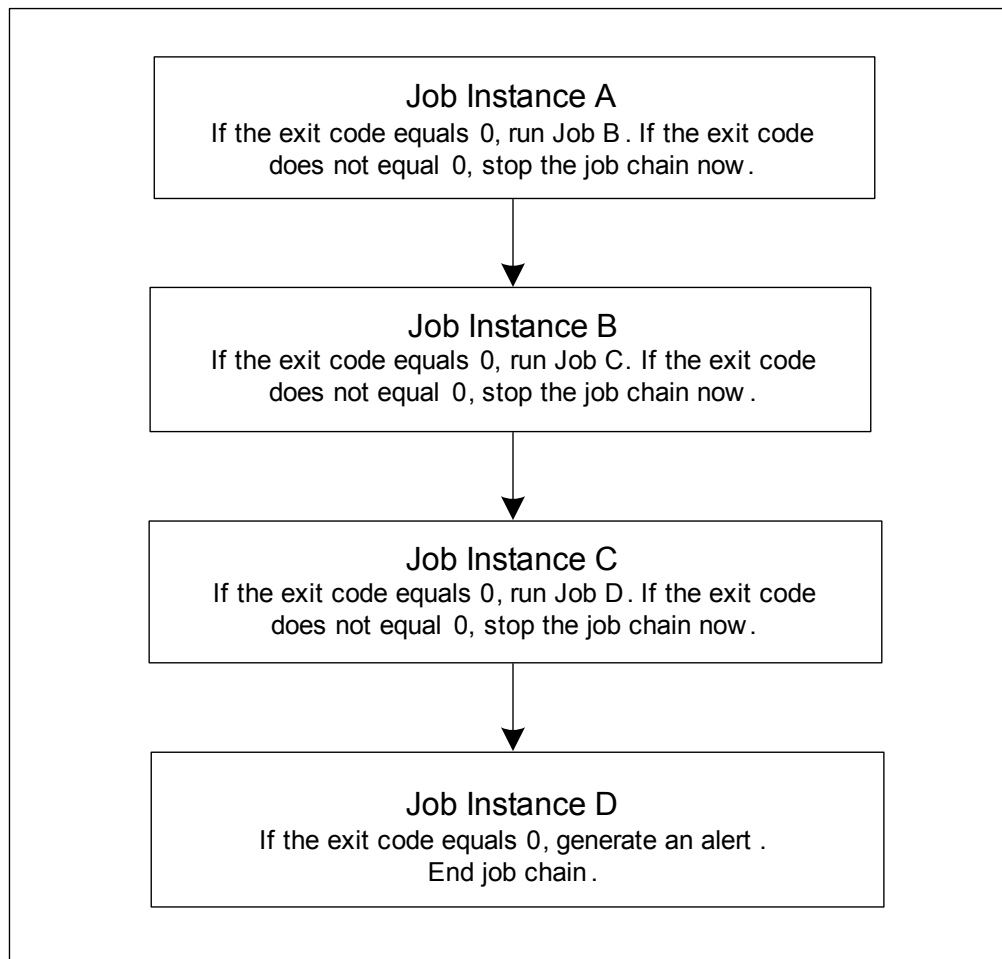 Job Instance A
If the exit code equals 0, run Job B. If the exit code
does not equal 0, stop the job chain now.
Job Instance B
If the exit code equals 0, run Job C. If the exit code
does not equal 0, stop the job chain now.
Job Instance C
If the exit code equals 0, run Job D. If the exit code
does not equal 0, stop the job chain now.
Job Instance D
If the exit code equals 0, generate an alert.
End job chain.